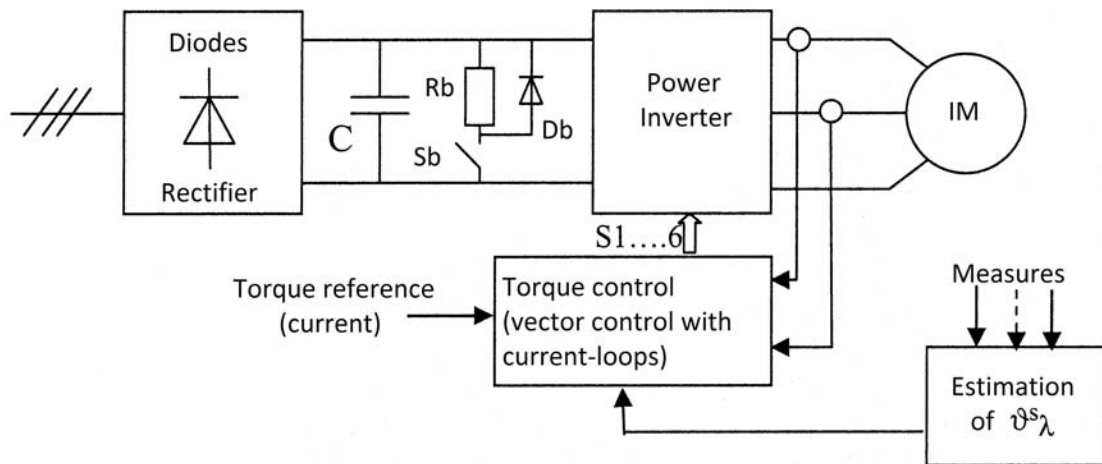 Diodes
Rectifier
C
Rb
Sb
Db
Power
Inverter
IM
S1....6
Torque reference
(current)
Torque control
(vector control with
current-loops)
Measures
Estimation
of ϑˢλ